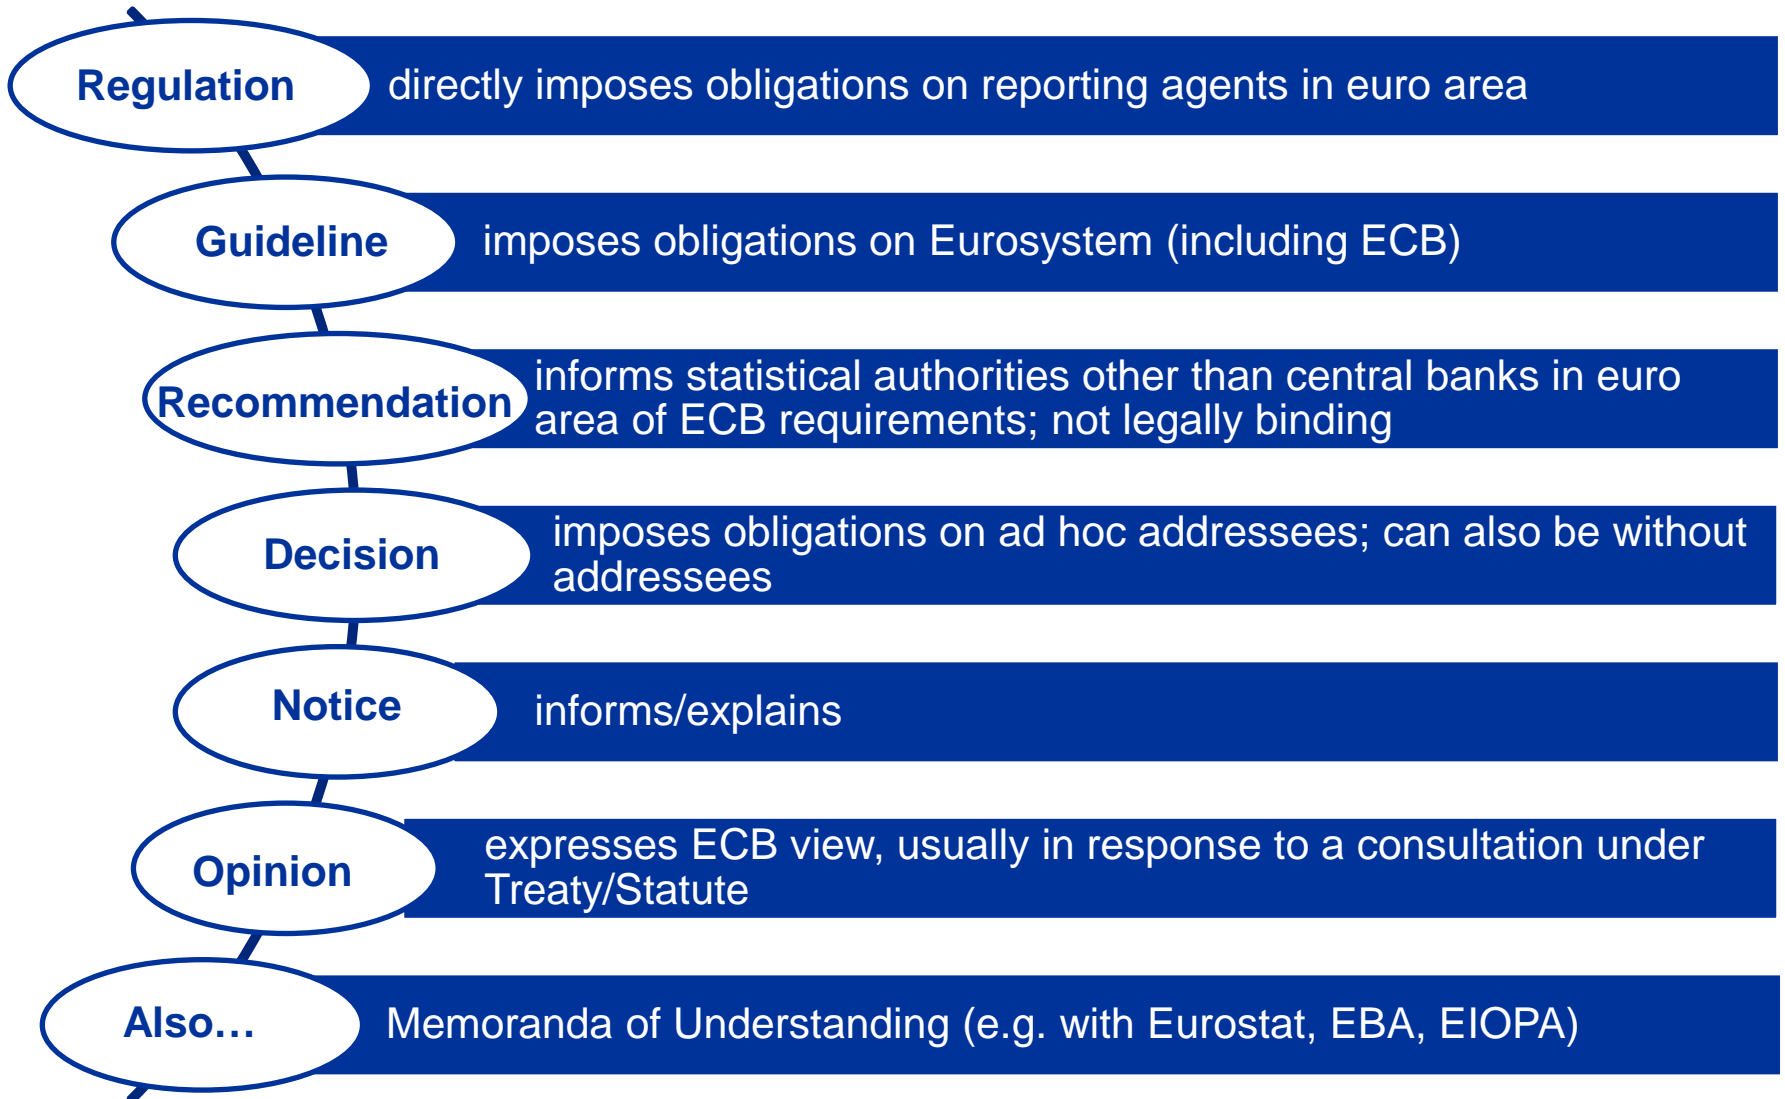 Regulation
directly imposes obligations on reporting agents in euro area
Guideline
imposes obligations on Eurosystem (including ECB)
Recommendation
informs statistical authorities other than central banks in euro
area of ECB requirements; not legally binding
Decision
imposes obligations on ad hoc addressees; can also be without
addressees
Notice
informs/explains
Opinion
expresses ECB view, usually in response to a consultation under
Treaty/Statute
Also…
Memoranda of Understanding (e.g. with Eurostat, EBA, EIOPA)